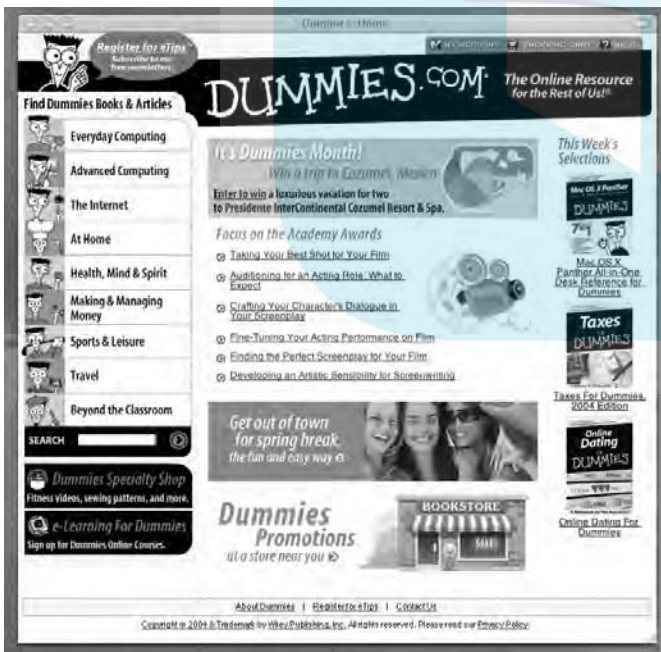 Dummies :: Home
Register for eTips
Subscribe to our
free newsletters.
MY ACCOUNT
SHOPPING CART
HELP
DUMMIES.COM
The Online Resource
for the Rest of Us!®
Find Dummies Books & Articles
Everyday Computing
Advanced Computing
The Internet
At Home
Health, Mind & Spirit
Making & Managing
Money
Sports & Leisure
Travel
Beyond the Classroom
SEARCH
Dummies Specialty Shop
Fitness videos, sewing patterns, and more.
e-Learning For Dummies
Sign up for Dummies Online Courses.
It's Dummies Month!
Win a trip to Cozumel, Mexico
Enter to win a luxurious vacation for two
to Presidente InterContinental Cozumel Resort & Spa.
Focus on the Academy Awards
Taking Your Best Shot for Your Film
Auditioning for an Acting Role: What to
Expect
Crafting Your Character's Dialogue in
Your Screenplay
Fine-Tuning Your Acting Performance on Film
Finding the Perfect Screenplay for Your Film
Developing an Artistic Sensibility for Screenwriting
Get out of town
for spring break,
the fun and easy way
Dummies
Promotions
at a store near you
BOOKSTORE
SALE
This Week's
Selections
Mac OS X Panther
DUMMIES
Mac OS X
Panther All-in-One
Desk Reference for
Dummies
Taxes
DUMMIES
Taxes For Dummies,
2004 Edition
Online
Dating
DUMMIES
Online Dating For
Dummies
About Dummies | Register for eTips | Contact Us
Copyright © 2004 & Trademark by Wiley Publishing, Inc. All rights reserved. Please read our Privacy Policy.